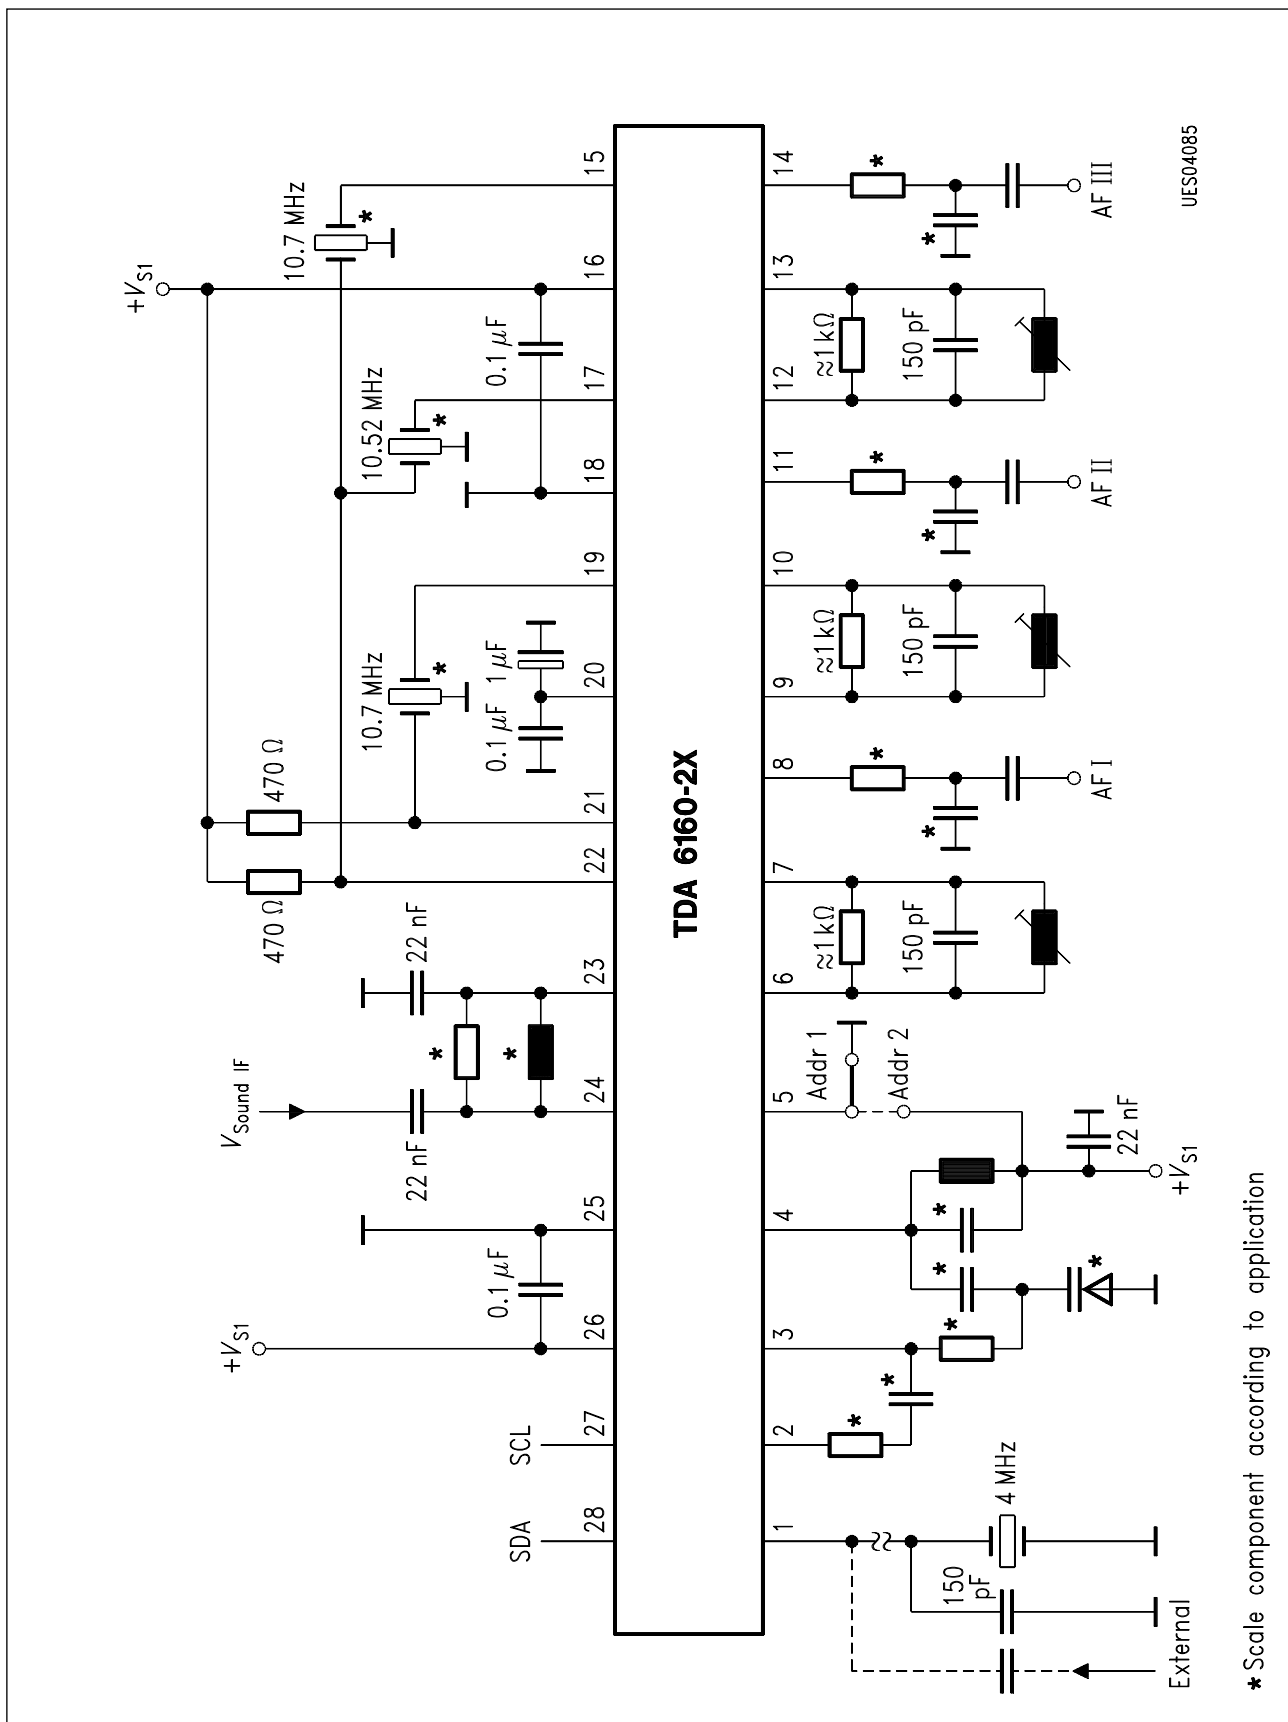 +VS1
10.7 MHz *
10.52 MHz *
0.1 µF
10.7 MHz *
0.1 µF
1 µF
470 Ω
470 Ω
22 nF
*
*
VSound IF
22 nF
0.1 µF
+VS1
SCL
SDA
28
27
26
25
24
23
22
21
20
19
18
17
16
15
TDA 6160-2X
1
2
3
4
5
6
7
8
9
10
11
12
13
14
150 pF
4 MHz
External
*
*
*
*
*
*
22 nF
+VS1
Addr 1
Addr 2
≈1 kΩ
150 pF
*
*
AF I
≈1 kΩ
150 pF
*
*
AF II
≈1 kΩ
150 pF
*
*
AF III
* Scale component according to application
UES04085